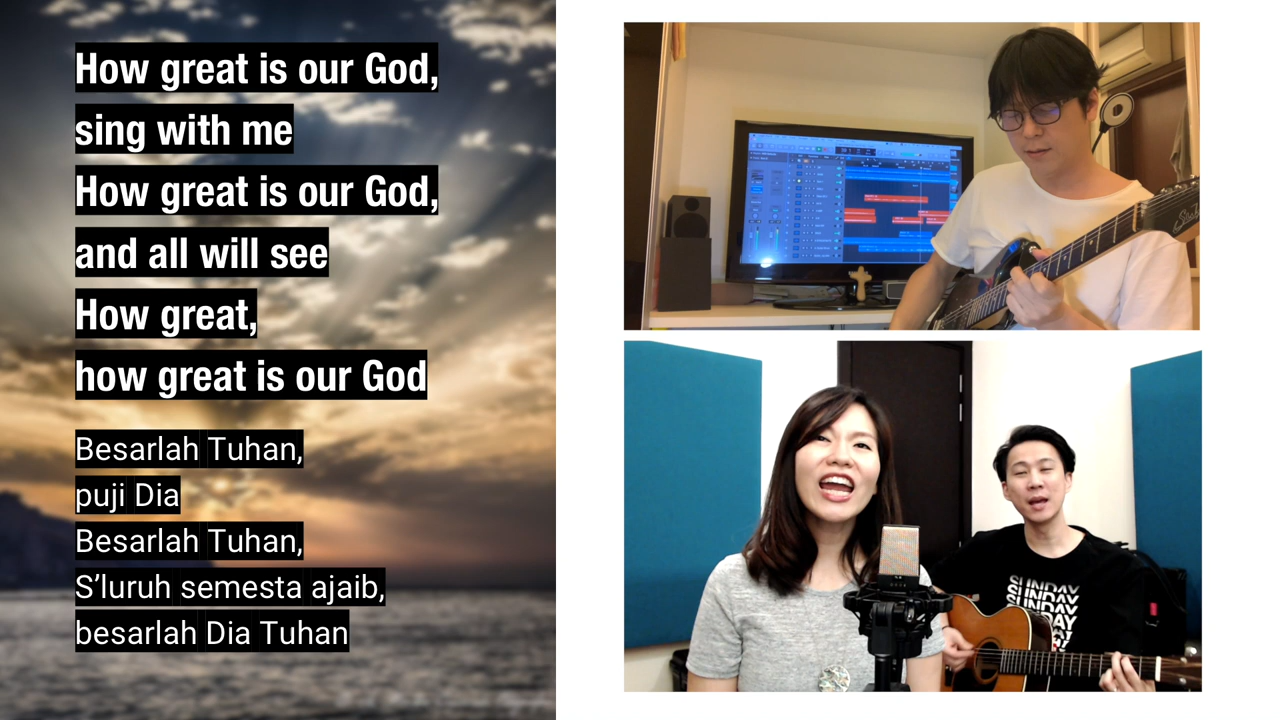 How great is our God,
sing with me
How great is our God,
and all will see
How great,
how great is our God
Besarlah Tuhan,
puji Dia
Besarlah Tuhan,
S’luruh semesta ajaib,
besarlah Dia Tuhan
SUNDAY
SUNDAY
SUNDAY